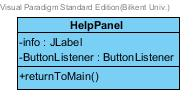 Visual Paradigm Standard Edition(Bilkent Univ.)
HelpPanel
-info : JLabel
-ButtonListener : ButtonListener
+returnToMain()